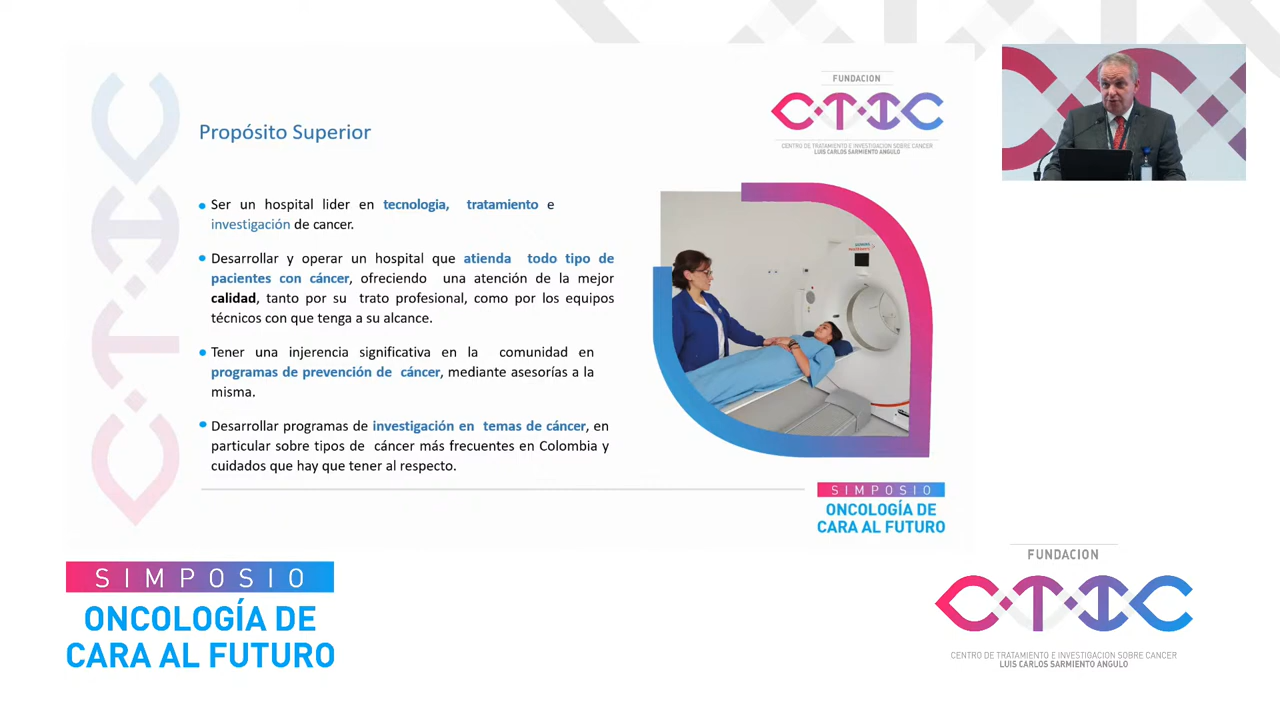 Propósito Superior
Ser un hospital lider en tecnologia, tratamiento e
investigación de cancer.
Desarrollar y operar un hospital que atienda todo tipo de
pacientes con cáncer, ofreciendo una atención de la mejor
calidad, tanto por su trato profesional, como por los equipos
técnicos con que tenga a su alcance.
Tener una injerencia significativa en la comunidad en
programas de prevención de cáncer, mediante asesorías a la
misma.
Desarrollar programas de investigación en temas de cáncer, en
particular sobre tipos de cáncer más frecuentes en Colombia y
cuidados que hay que tener al respecto.
FUNDACION
CTIC
CENTRO DE TRATAMIENTO E INVESTIGACION SOBRE CANCER
LUIS CARLOS SARMIENTO ANGULO
SIMPOSIO
ONCOLOGÍA DE
CARA AL FUTURO
SIMPOSIO
ONCOLOGÍA DE
CARA AL FUTURO
FUNDACION
CTIC
CENTRO DE TRATAMIENTO E INVESTIGACION SOBRE CANCER
LUIS CARLOS SARMIENTO ANGULO
CTIC